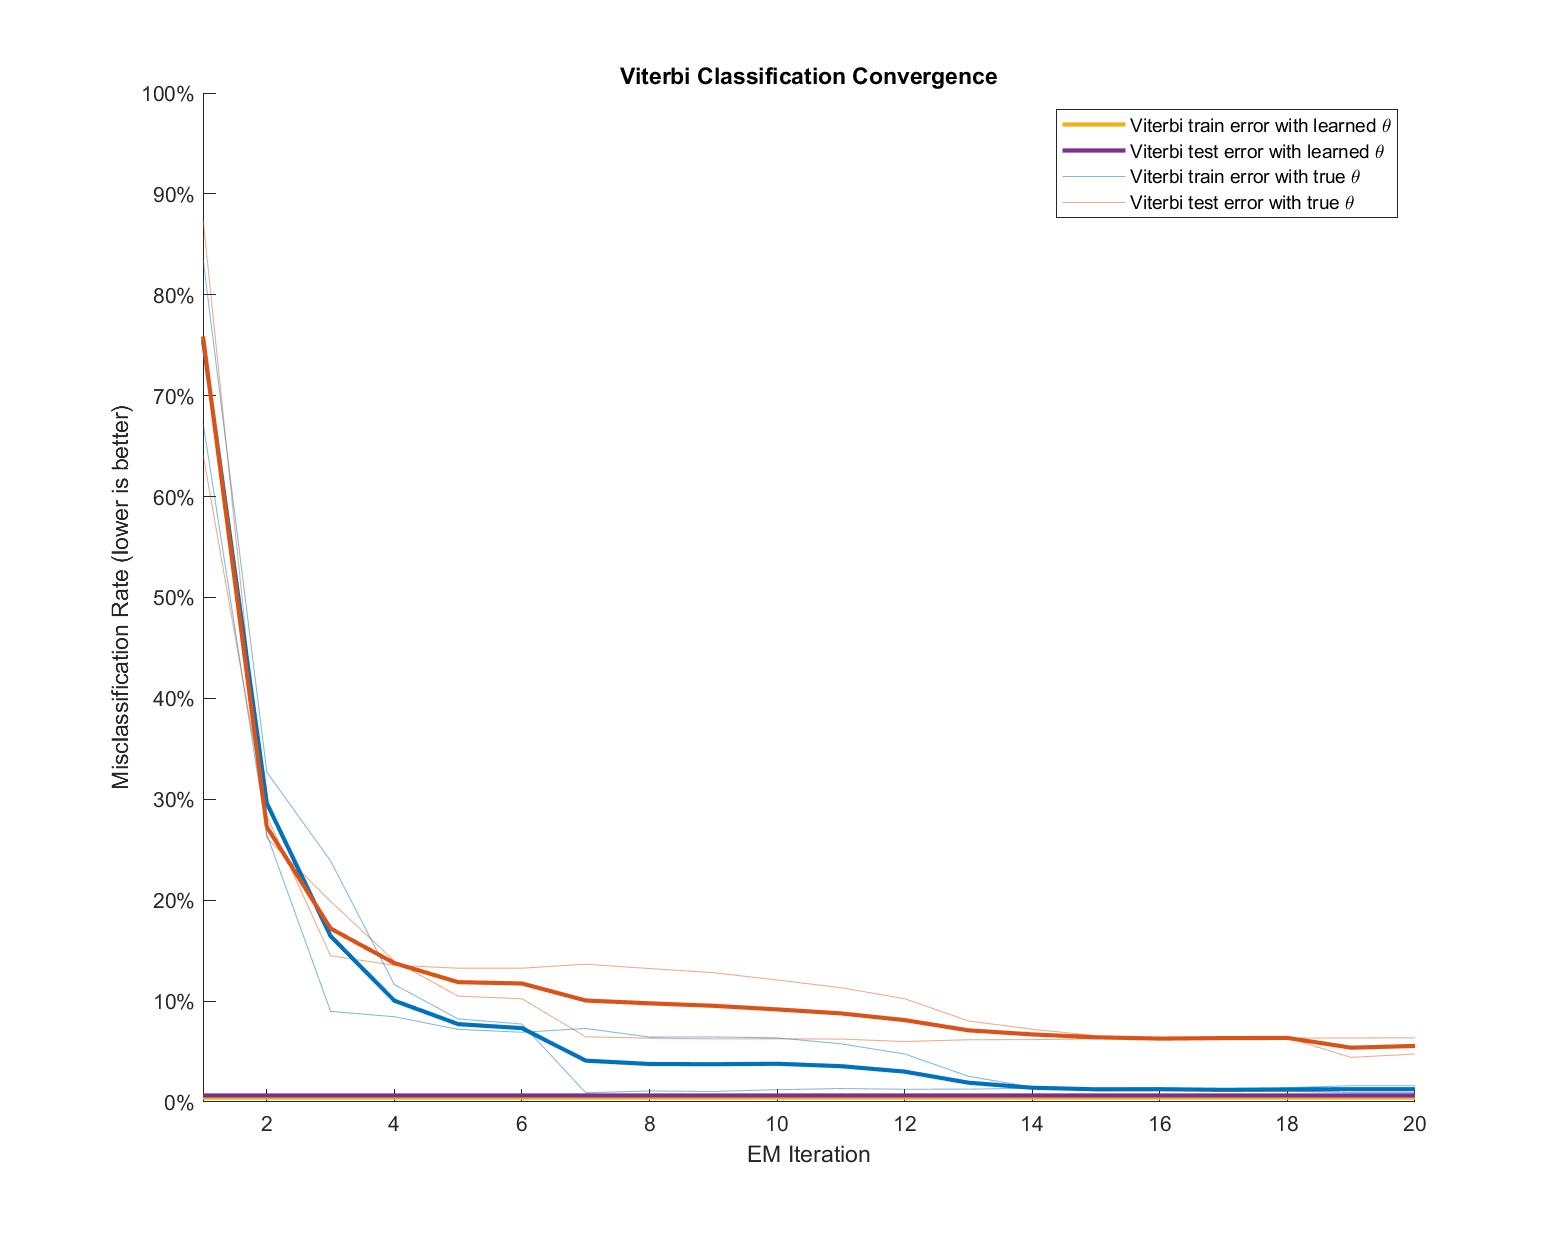 Viterbi Classification Convergence
100%
90%
80%
70%
60%
50%
40%
30%
20%
10%
0%
Misclassification Rate (lower is better)
Viterbi train error with learned θ
Viterbi test error with learned θ
Viterbi train error with true θ
Viterbi test error with true θ
2 4 6 8 10 12 14 16 18 20
EM Iteration